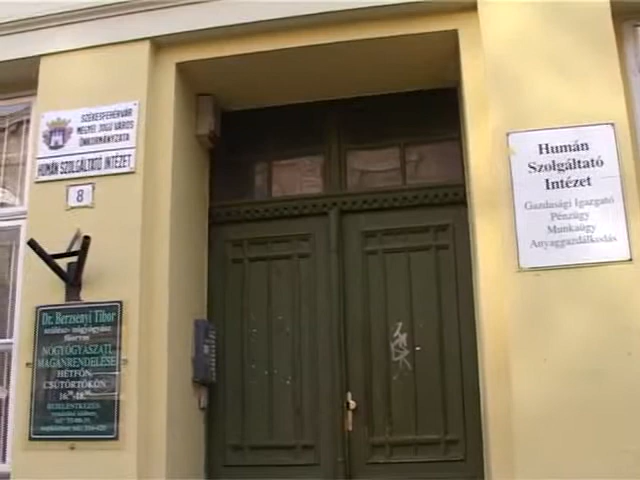 SZÉKESFEHÉRVÁR
MEGYEI JOGÚ VÁROS
ÖNKORMÁNYZATA
HUMÁN SZOLGÁLTATÓ INTÉZET
8
Dr. Berzsenyi Tibor
szülész-nőgyógyász
főorvos
NŐGYÓGYÁSZATI
MAGÁNRENDELÉSE
HÉTFŐN,
CSÜTÖRTÖKÖN
BEJELENTKEZÉS
Humán
Szolgáltató
Intézet
Gazdasági Igazgató
Pénzügy
Munkaügy
Anyaggazdálkodás